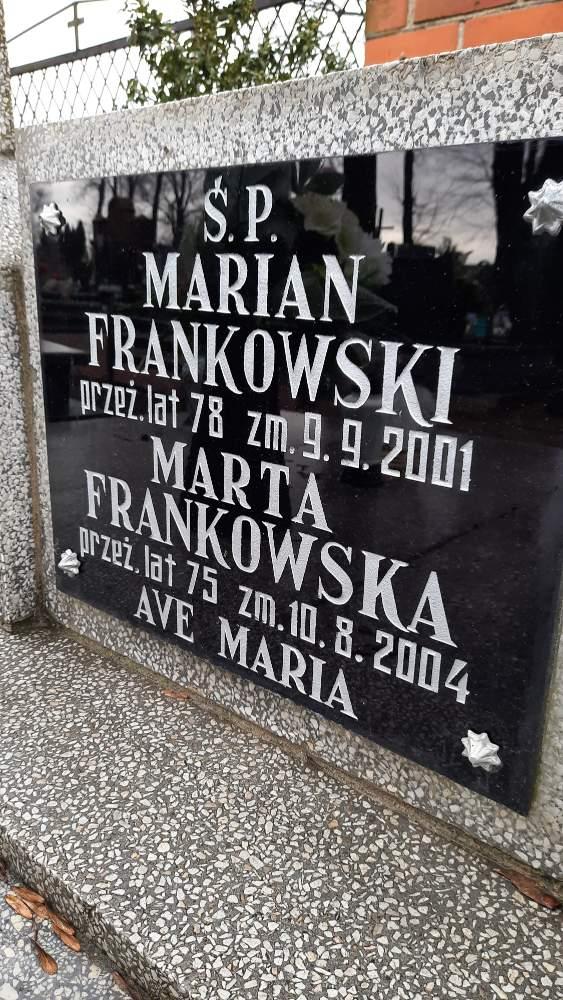 Ś.P.
MARIAN
FRANKOWSKI
przeż. lat 78 zm. 9. 9. 2001
MARTA
FRANKOWSKA
przeż. lat 75 zm. 10. 8. 2004
AVE MARIA